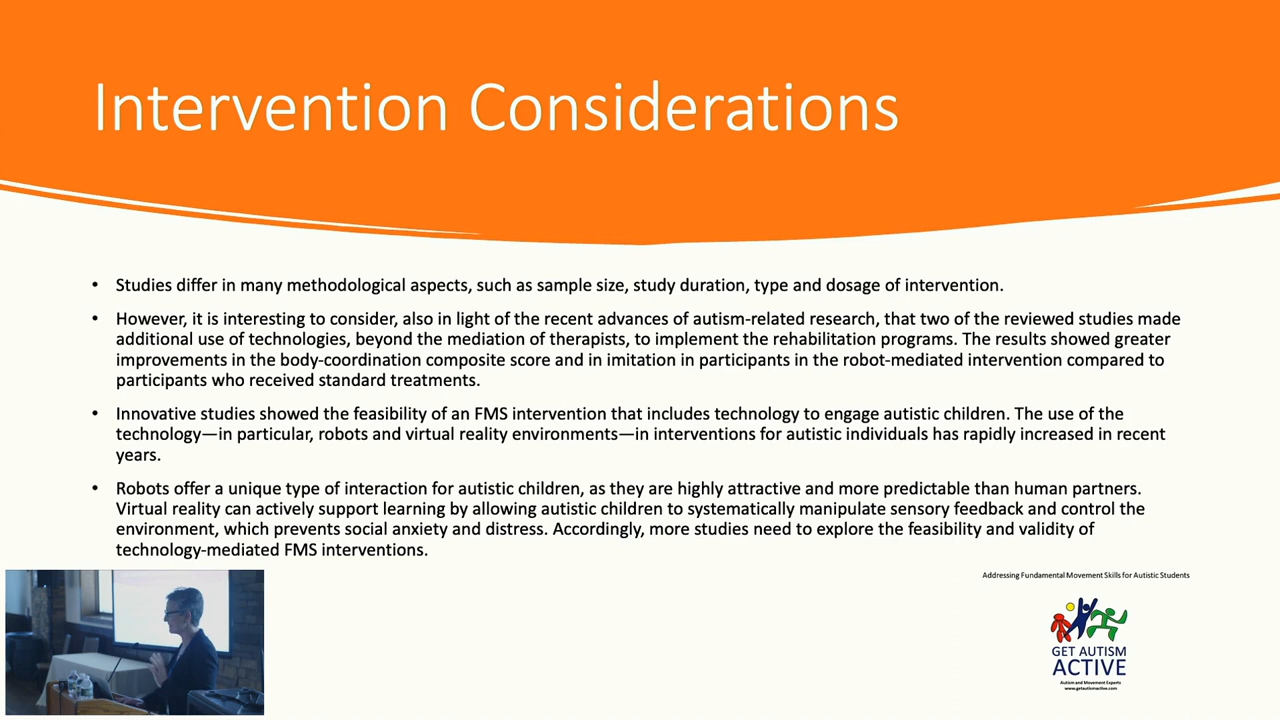 Intervention Considerations
• Studies differ in many methodological aspects, such as sample size, study duration, type and dosage of intervention.
• However, it is interesting to consider, also in light of the recent advances of autism-related research, that two of the reviewed studies made
additional use of technologies, beyond the mediation of therapists, to implement the rehabilitation programs. The results showed greater
improvements in the body-coordination composite score and in imitation in participants in the robot-mediated intervention compared to
participants who received standard treatments.
• Innovative studies showed the feasibility of an FMS intervention that includes technology to engage autistic children. The use of the
technology—in particular, robots and virtual reality environments—in interventions for autistic individuals has rapidly increased in recent
years.
• Robots offer a unique type of interaction for autistic children, as they are highly attractive and more predictable than human partners.
Virtual reality can actively support learning by allowing autistic children to systematically manipulate sensory feedback and control the
environment, which prevents social anxiety and distress. Accordingly, more studies need to explore the feasibility and validity of
technology-mediated FMS interventions.
Addressing Fundamental Movement Skills for Autistic Students
GET AUTISM
ACTIVE
Autism and Movement Experts
www.getautismactive.com